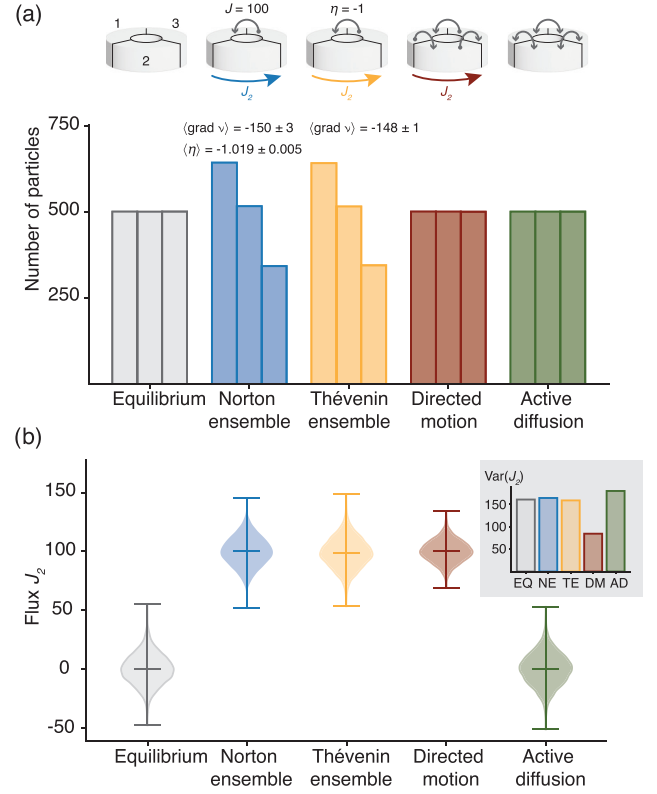 (a)
1
3
2
J = 100
η = -1
J₂
J₂
J₂
Number of particles
750
500
250
⟨grad ν⟩ = -150 ± 3
⟨η⟩ = -1.019 ± 0.005
⟨grad ν⟩ = -148 ± 1
Equilibrium
Norton
ensemble
Thévenin
ensemble
Directed
motion
Active
diffusion
(b)
Flux J₂
150
100
50
0
-50
Var(J₂)
150
100
50
EQ NE TE DM AD
Equilibrium
Norton
ensemble
Thévenin
ensemble
Directed
motion
Active
diffusion